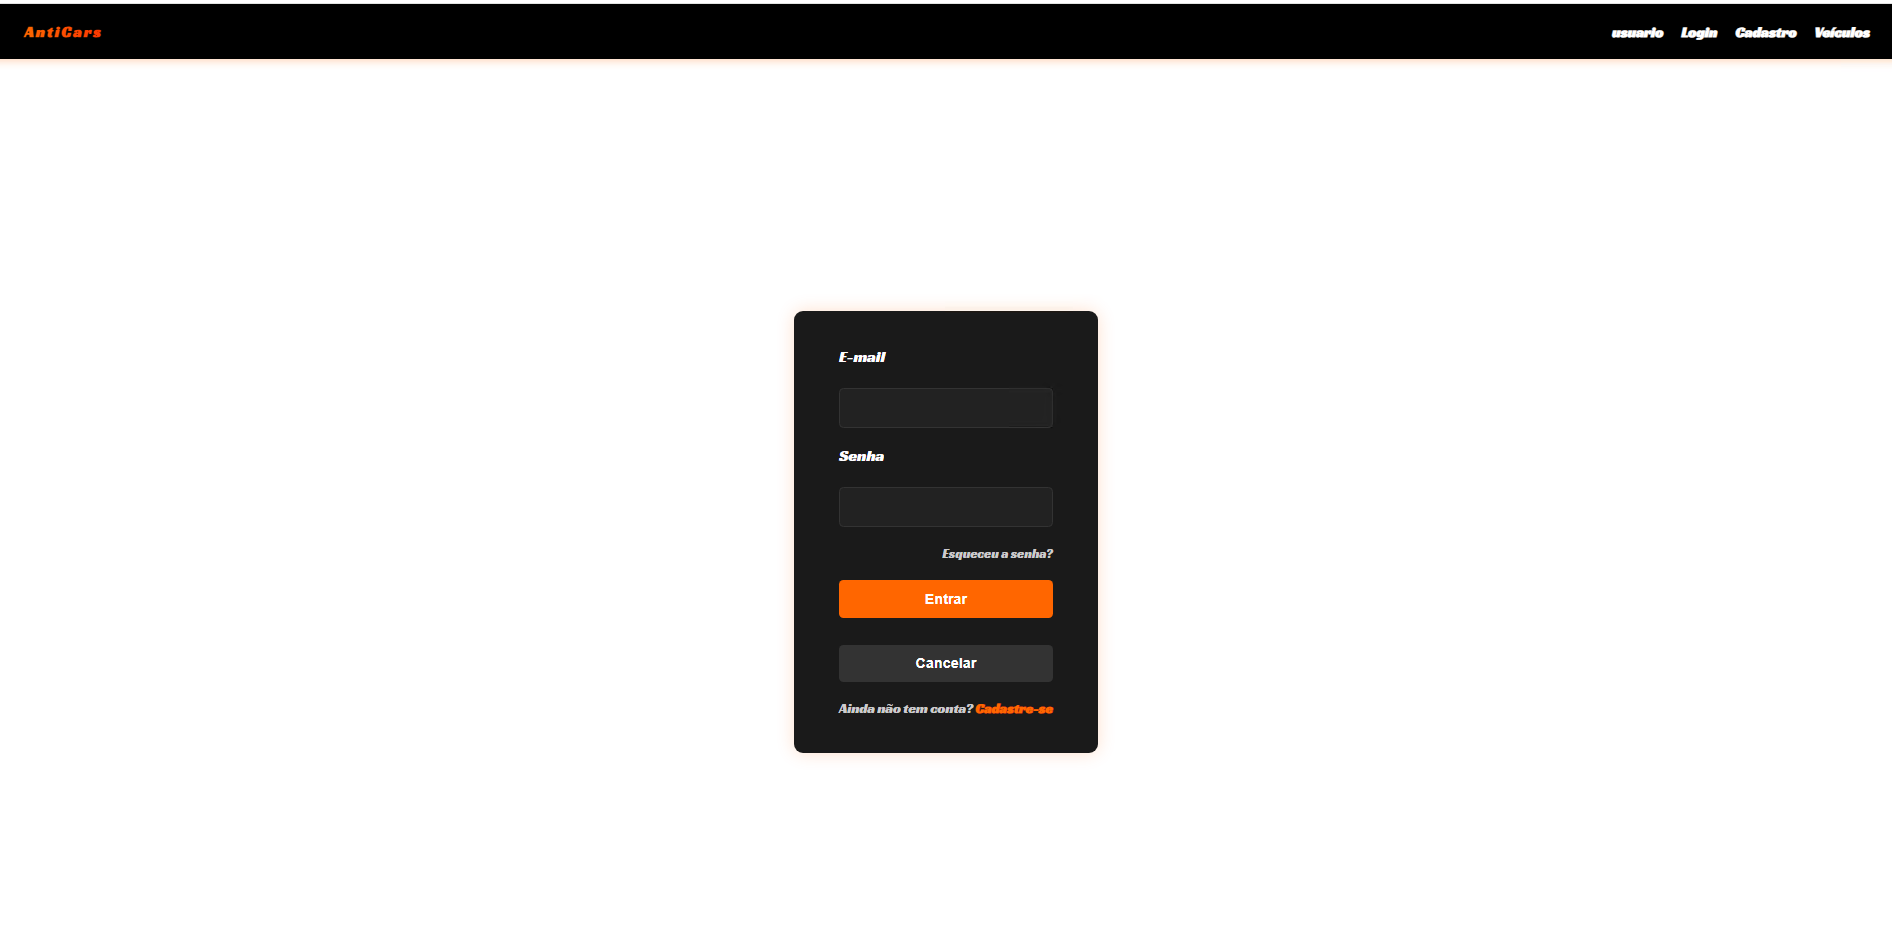 AntiCars
usuario Login Cadastro Veículos
E-mail
Senha
Esqueceu a senha?
Entrar
Cancelar
Ainda não tem conta? Cadastre-se